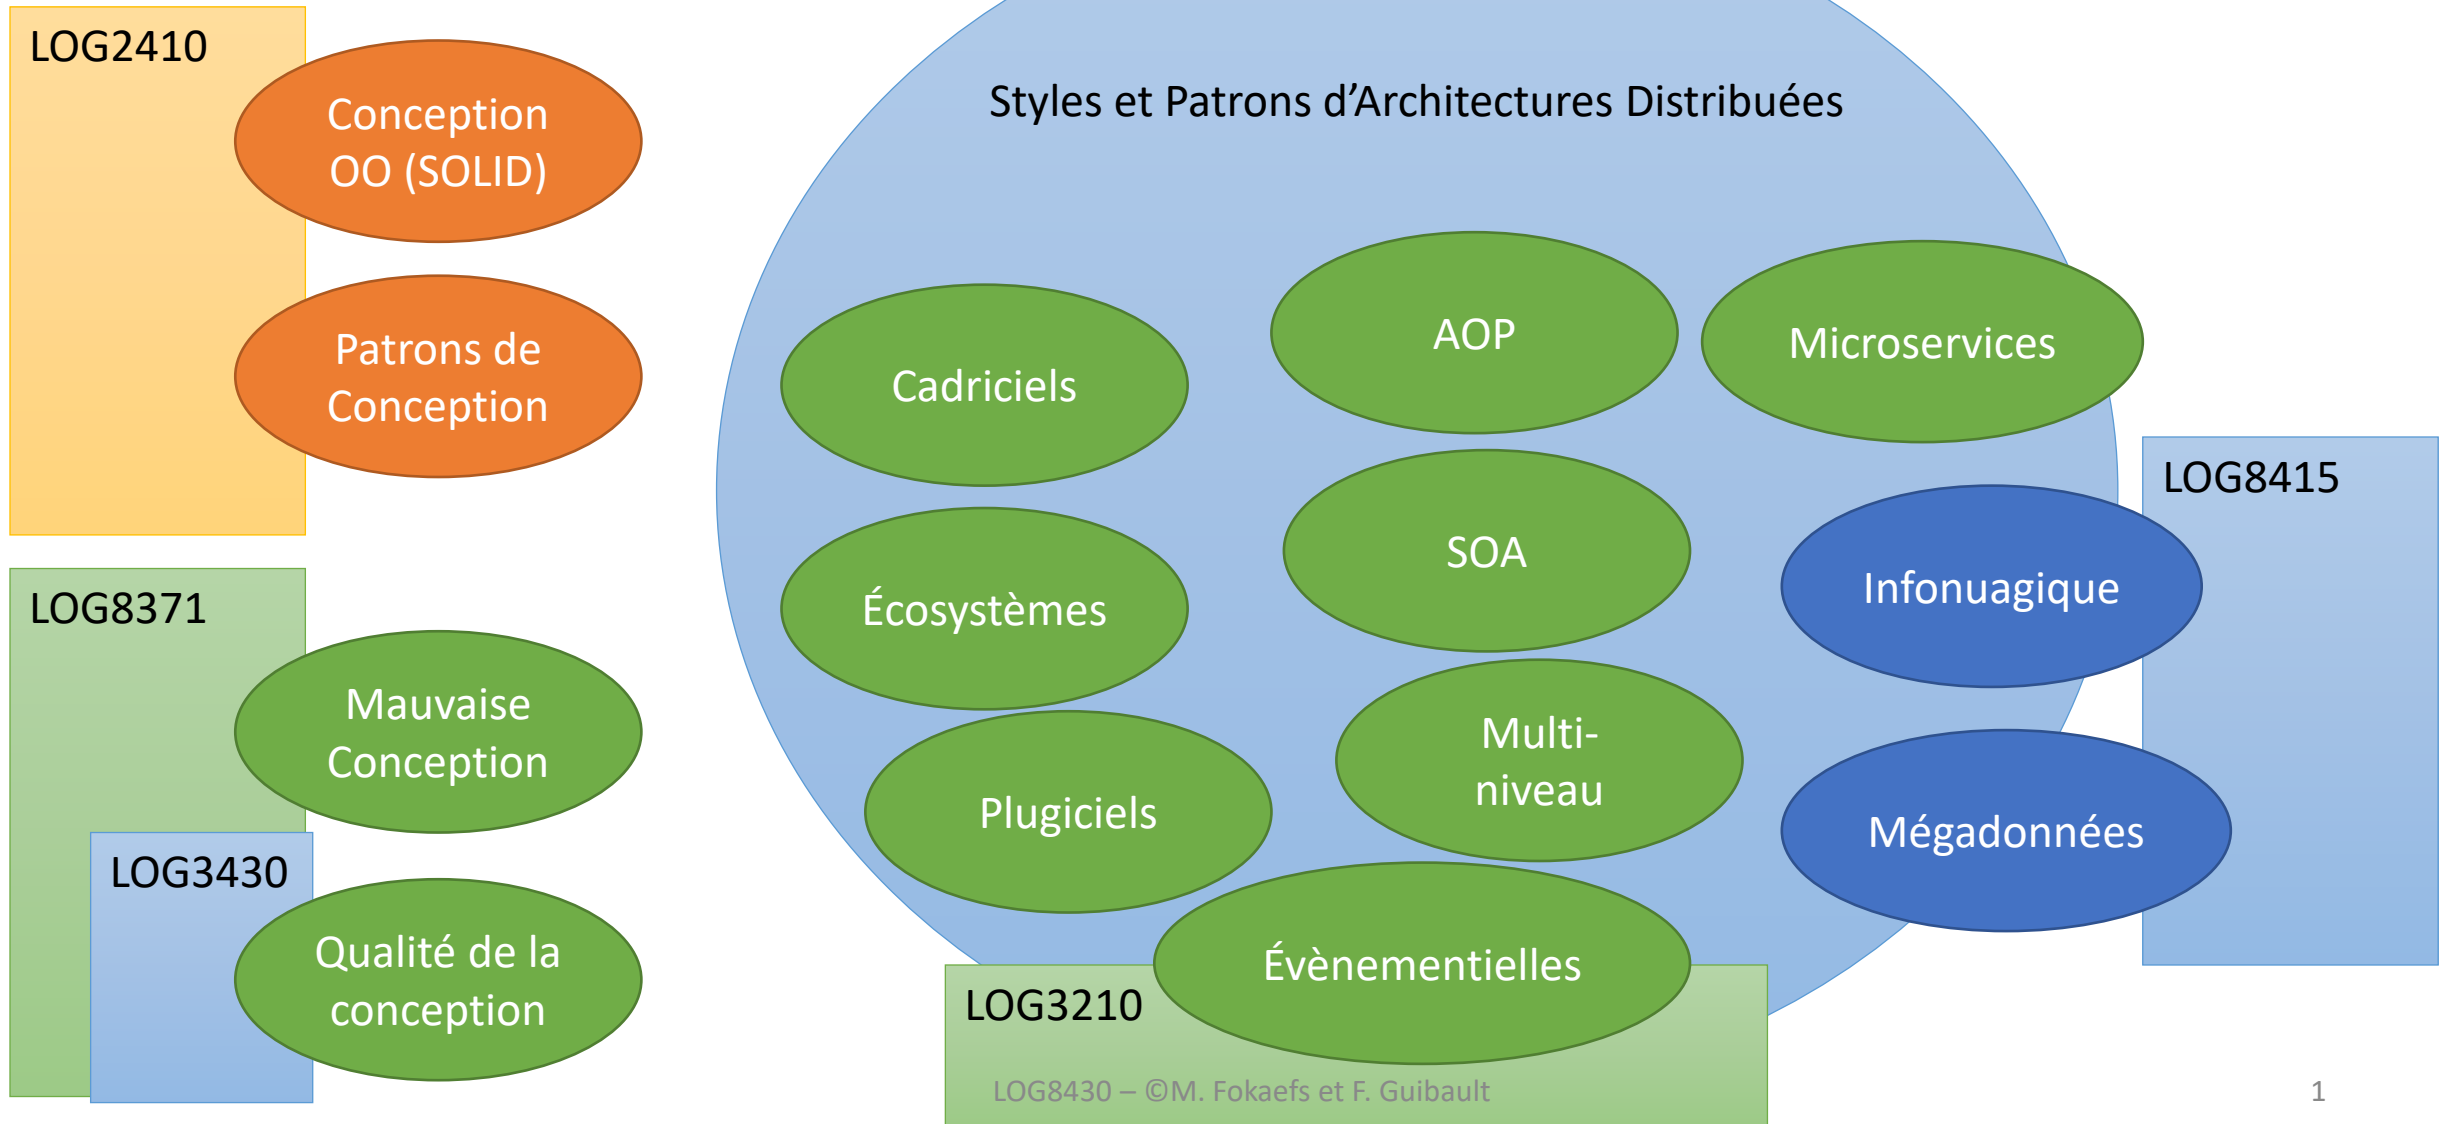 LOG2410
Conception
OO (SOLID)
Patrons de
Conception
LOG8371
Mauvaise
Conception
LOG3430
Qualité de la
conception
Styles et Patrons d’Architectures Distribuées
Cadriciels
AOP
Microservices
Écosystèmes
SOA
Plugiciels
Multi-
niveau
Évènementielles
LOG3210
LOG8415
Infonuagique
Mégadonnées
LOG8430 – ©M. Fokaefs et F. Guibault
1